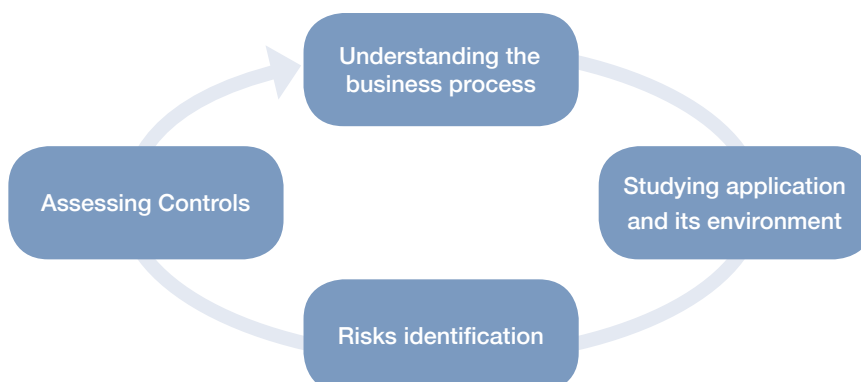 Understanding the
business process
Studying application
and its environment
Risks identification
Assessing Controls